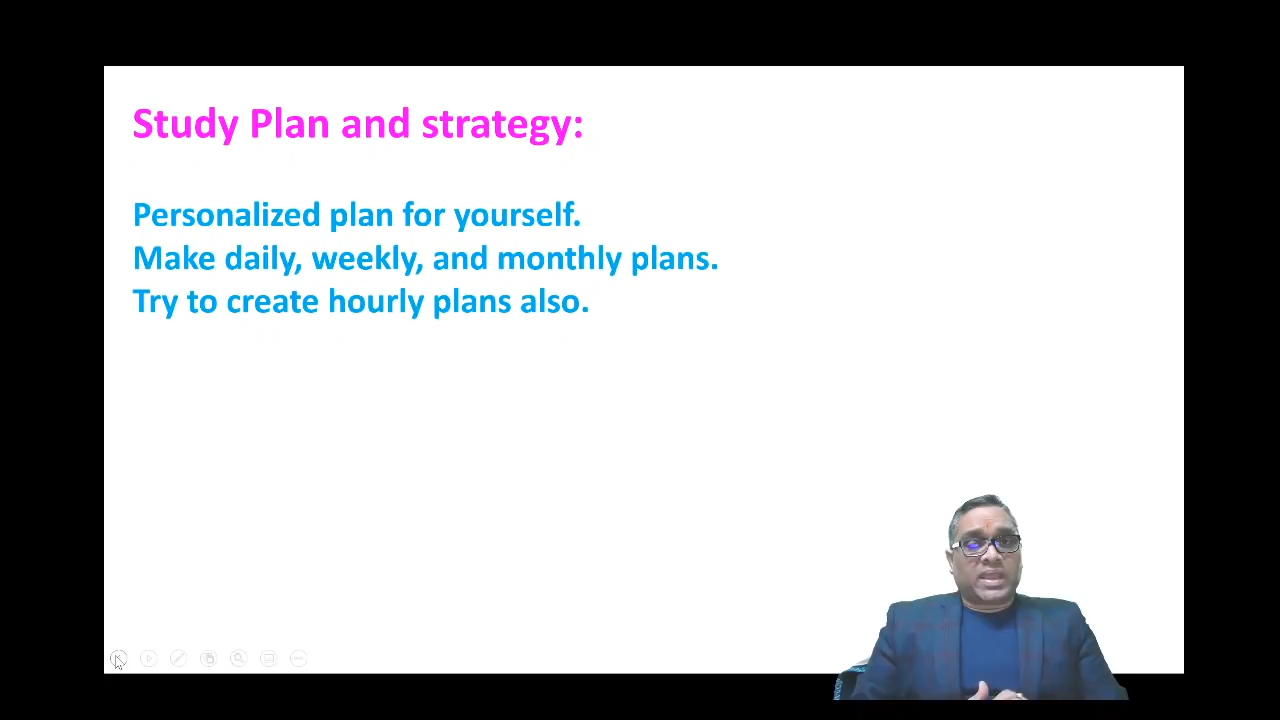 Study Plan and strategy:
Personalized plan for yourself.
Make daily, weekly, and monthly plans.
Try to create hourly plans also.